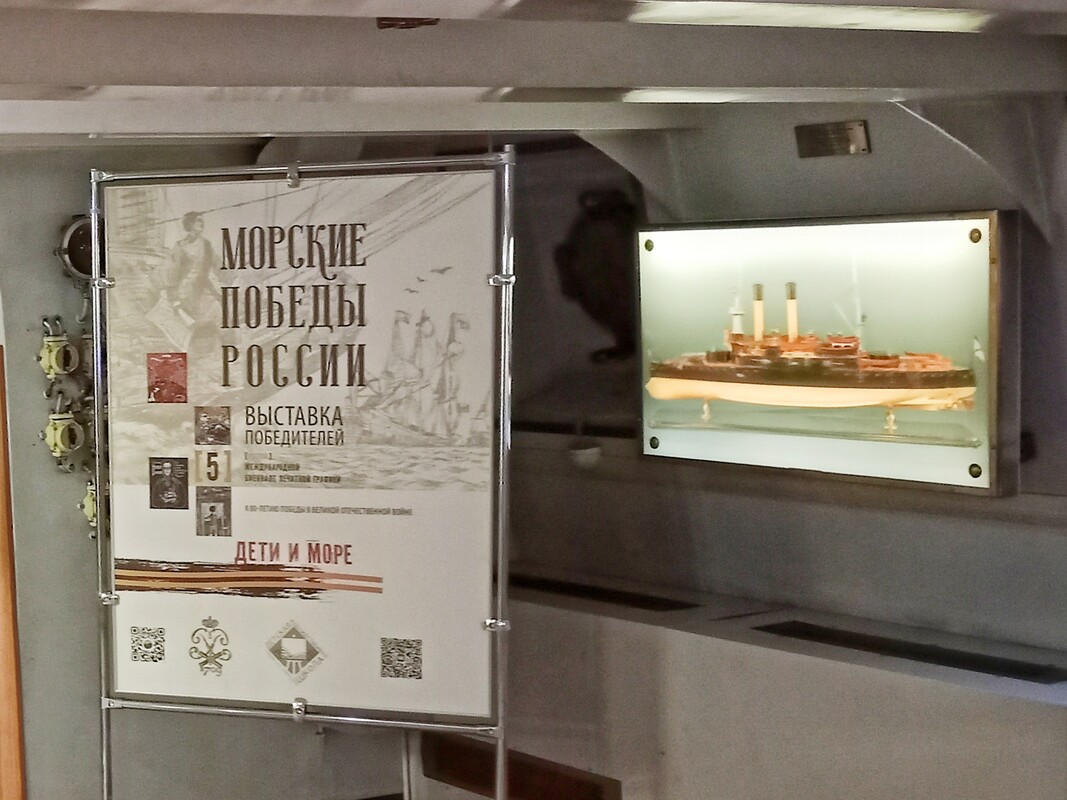 МОРСКИЕ
ПОБЕДЫ
РОССИИ
ВЫСТАВКА
ПОБЕДИТЕЛЕЙ
[5]
МЕЖДУНАРОДНОЙ
БИЕННАЛЕ ПЕЧАТНОЙ ГРАФИКИ
К 80-ЛЕТИЮ ПОБЕДЫ В ВЕЛИКОЙ ОТЕЧЕСТВЕННОЙ ВОЙНЕ
ДЕТИ И МОРЕ